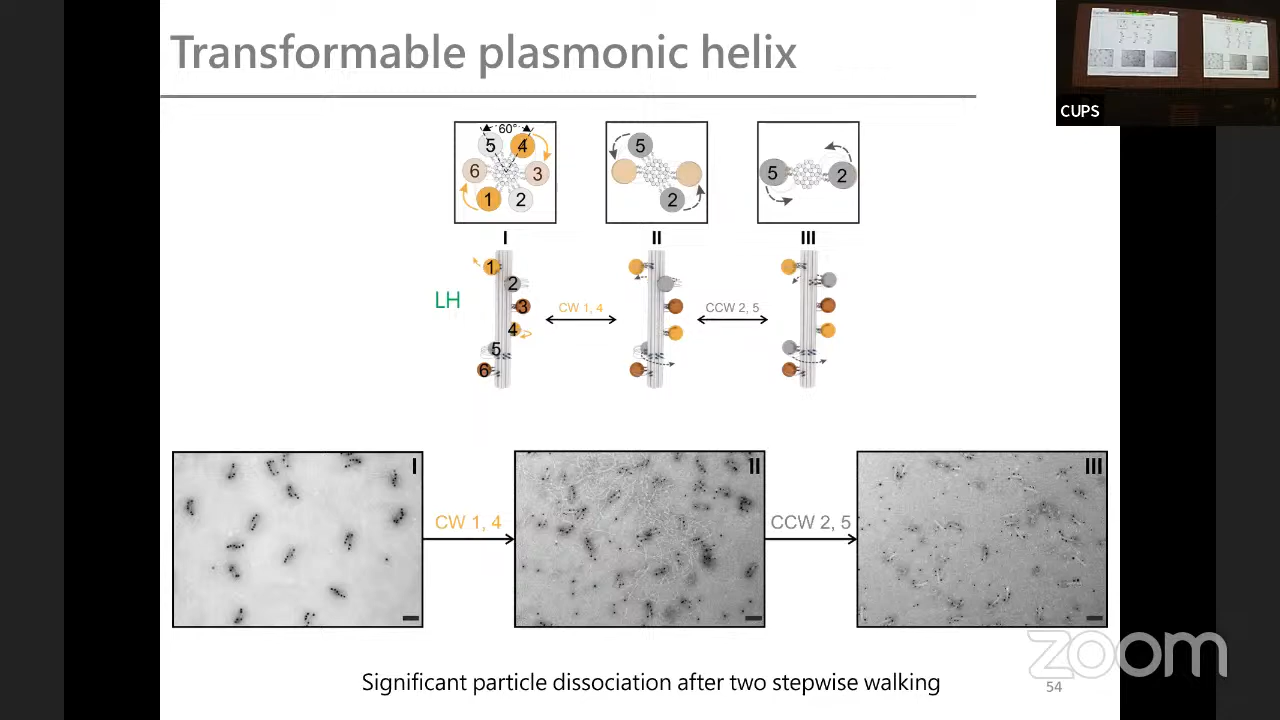 Transformable plasmonic helix
CUPS
60°
5 4
6 3
1 2
5
2
5 2
I II III
LH
1
2
3
4
5
6
CW 1, 4
CCW 2, 5
I
II
III
CW 1, 4
CCW 2, 5
Significant particle dissociation after two stepwise walking
zoom
54